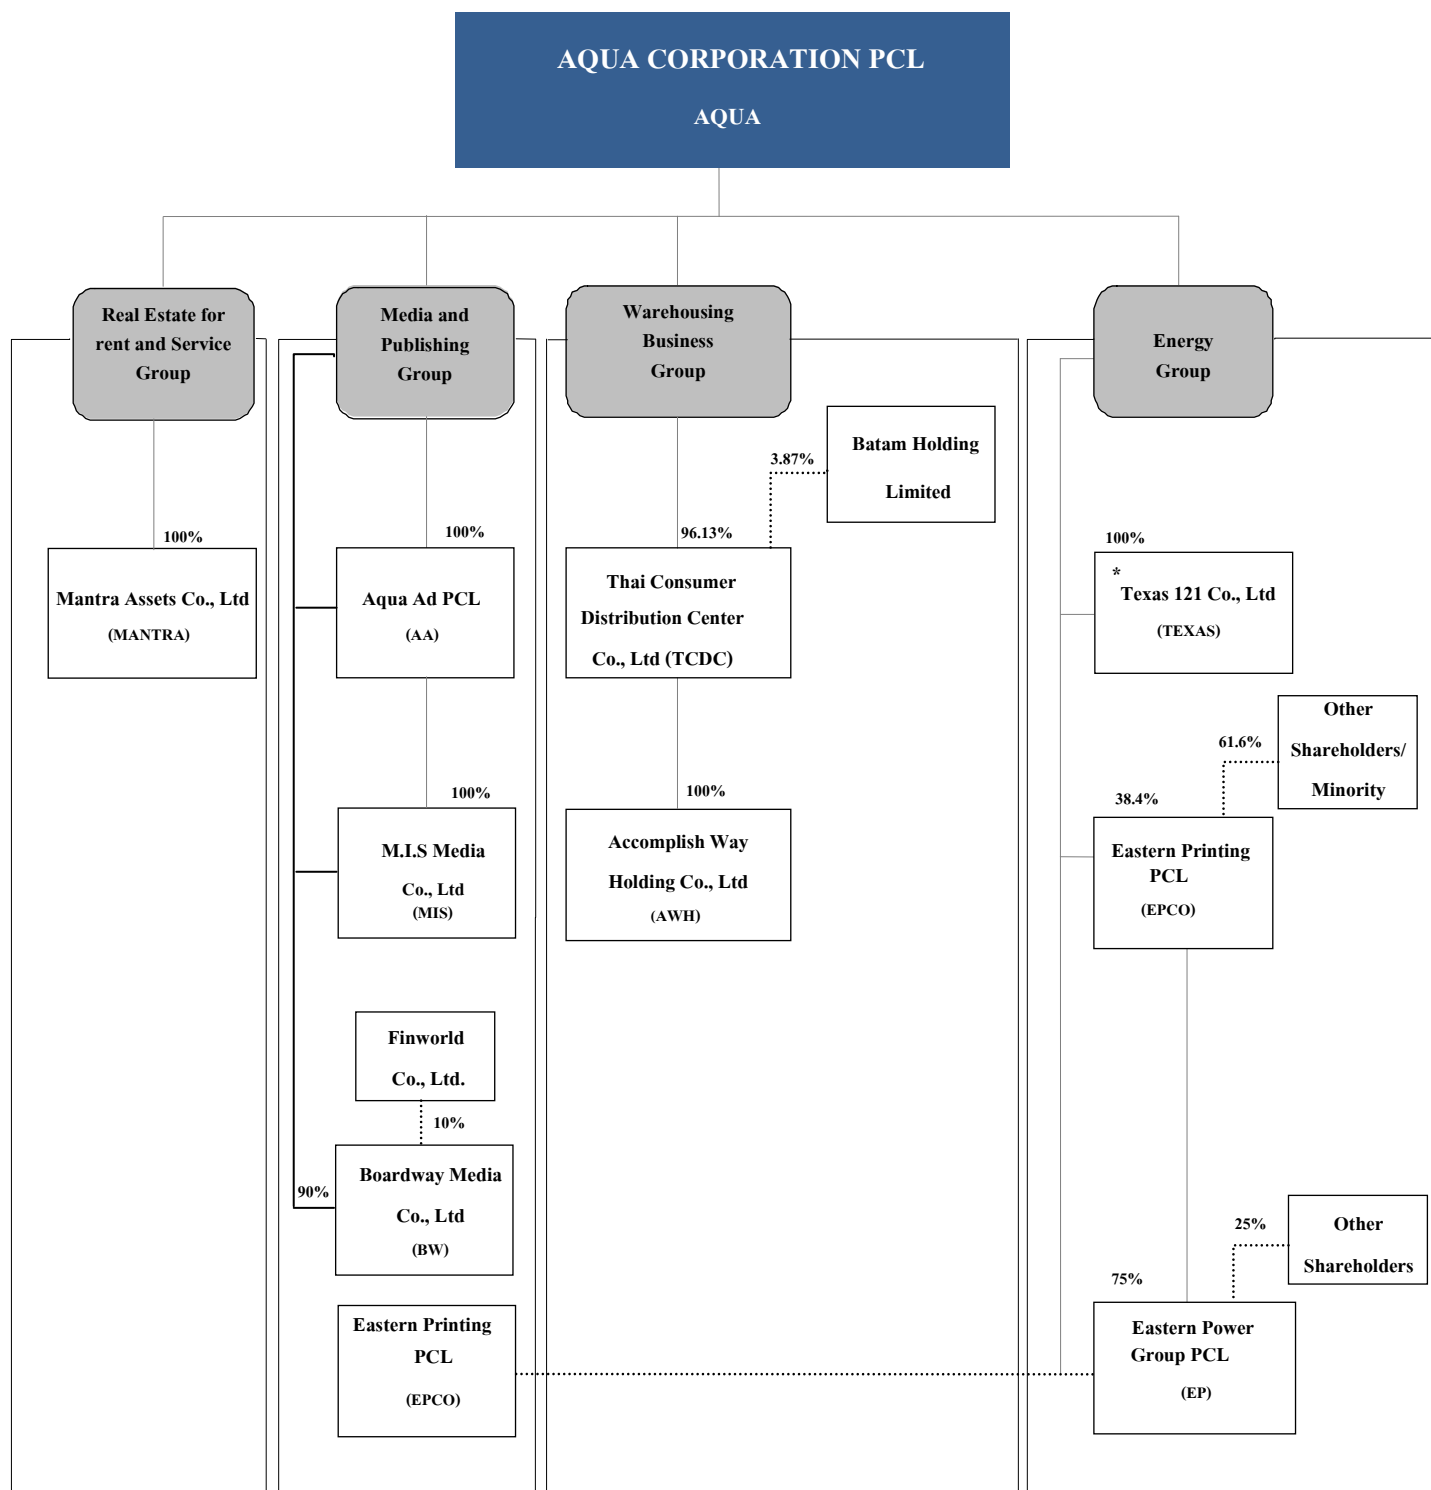 AQUA CORPORATION PCL
AQUA
Real Estate for
rent and Service
Group
Media and
Publishing
Group
Warehousing
Business
Group
Energy
Group
100%
Mantra Assets Co., Ltd
(MANTRA)
100%
Aqua Ad PCL
(AA)
100%
M.I.S Media
Co., Ltd
(MIS)
Finworld
Co., Ltd.
10%
90%
Boardway Media
Co., Ltd
(BW)
Eastern Printing
PCL
(EPCO)
3.87%
Batam Holding
Limited
96.13%
Thai Consumer
Distribution Center
Co., Ltd (TCDC)
100%
Accomplish Way
Holding Co., Ltd
(AWH)
100%
*
Texas 121 Co., Ltd
(TEXAS)
Other
Shareholders/
Minority
61.6%
38.4%
Eastern Printing
PCL
(EPCO)
25%
Other
Shareholders
75%
Eastern Power
Group PCL
(EP)